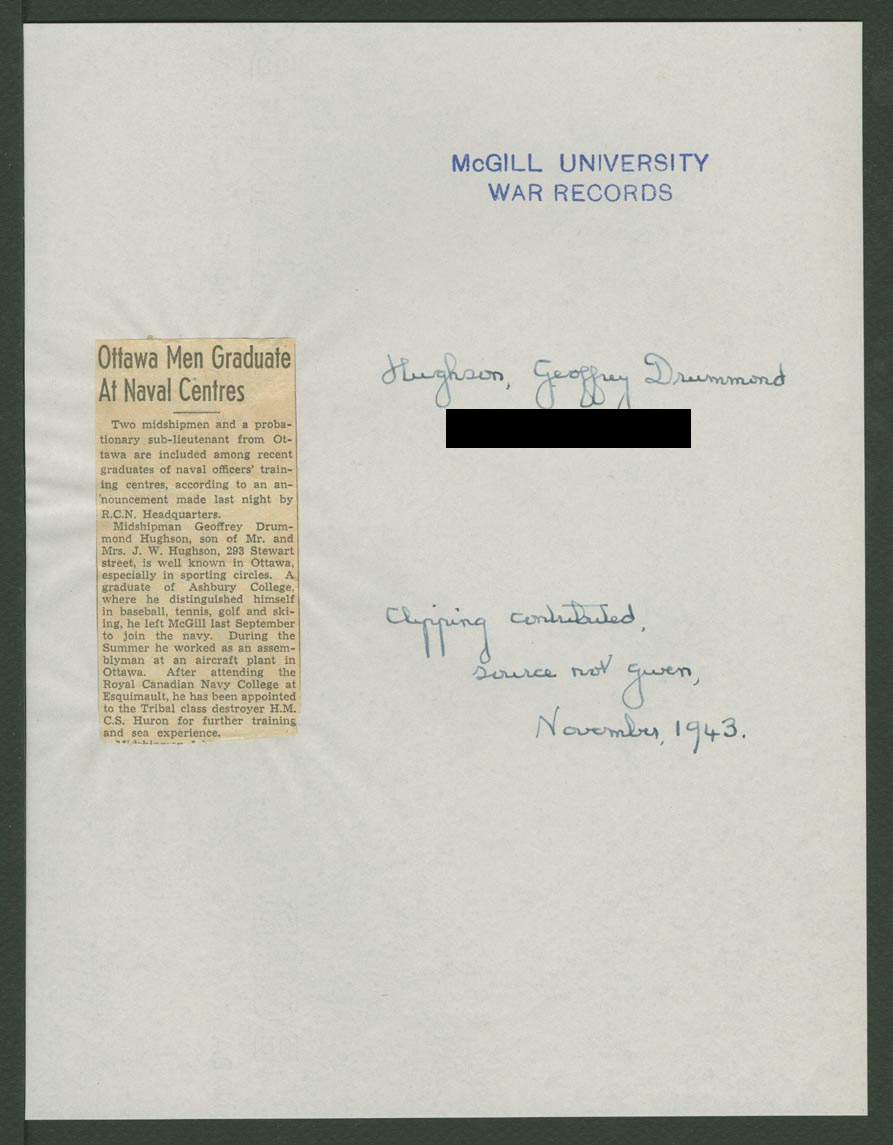 McGILL UNIVERSITY
WAR RECORDS
Ottawa Men Graduate
At Naval Centres
Two midshipmen and a proba-
tionary sub-lieutenant from Ot-
tawa are included among recent
graduates of naval officers' train-
ing centres, according to an an-
nouncement made last night by
R.C.N. Headquarters.
Midshipman Geoffrey Drum-
mond Hughson, son of Mr. and
Mrs. J. W. Hughson, 293 Stewart
street, is well known in Ottawa,
especially in sporting circles. A
graduate of Ashbury College,
where he distinguished himself
in baseball, tennis, golf and ski-
ing, he left McGill last September
to join the navy. During the
Summer he worked as an assem-
blyman at an aircraft plant in
Ottawa. After attending the
Royal Canadian Navy College at
Esquimault, he has been appointed
to the Tribal class destroyer H.M.
C.S. Huron for further training
and sea experience.
Hughson, Geoffrey Drummond
Clipping contributed,
source not given,
November, 1943.